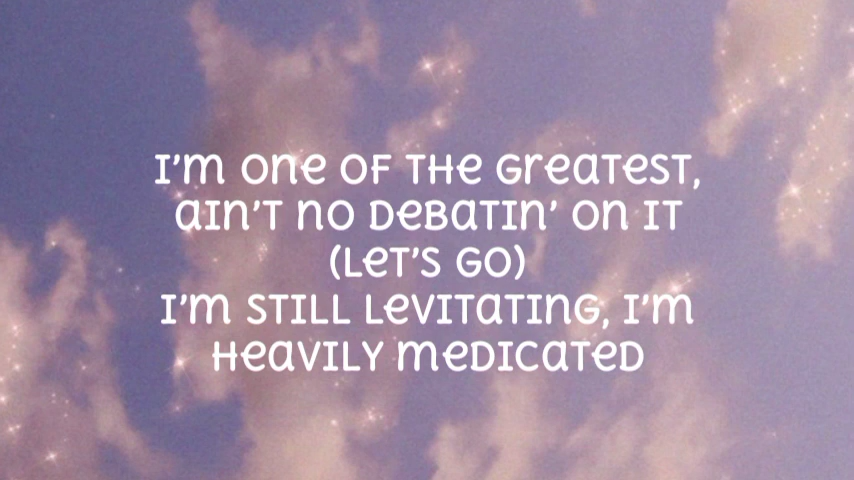 I'm one of the greatest,
ain't no debatin' on it
(Let's go)
I'm still levitating, I'm
heavily medicated